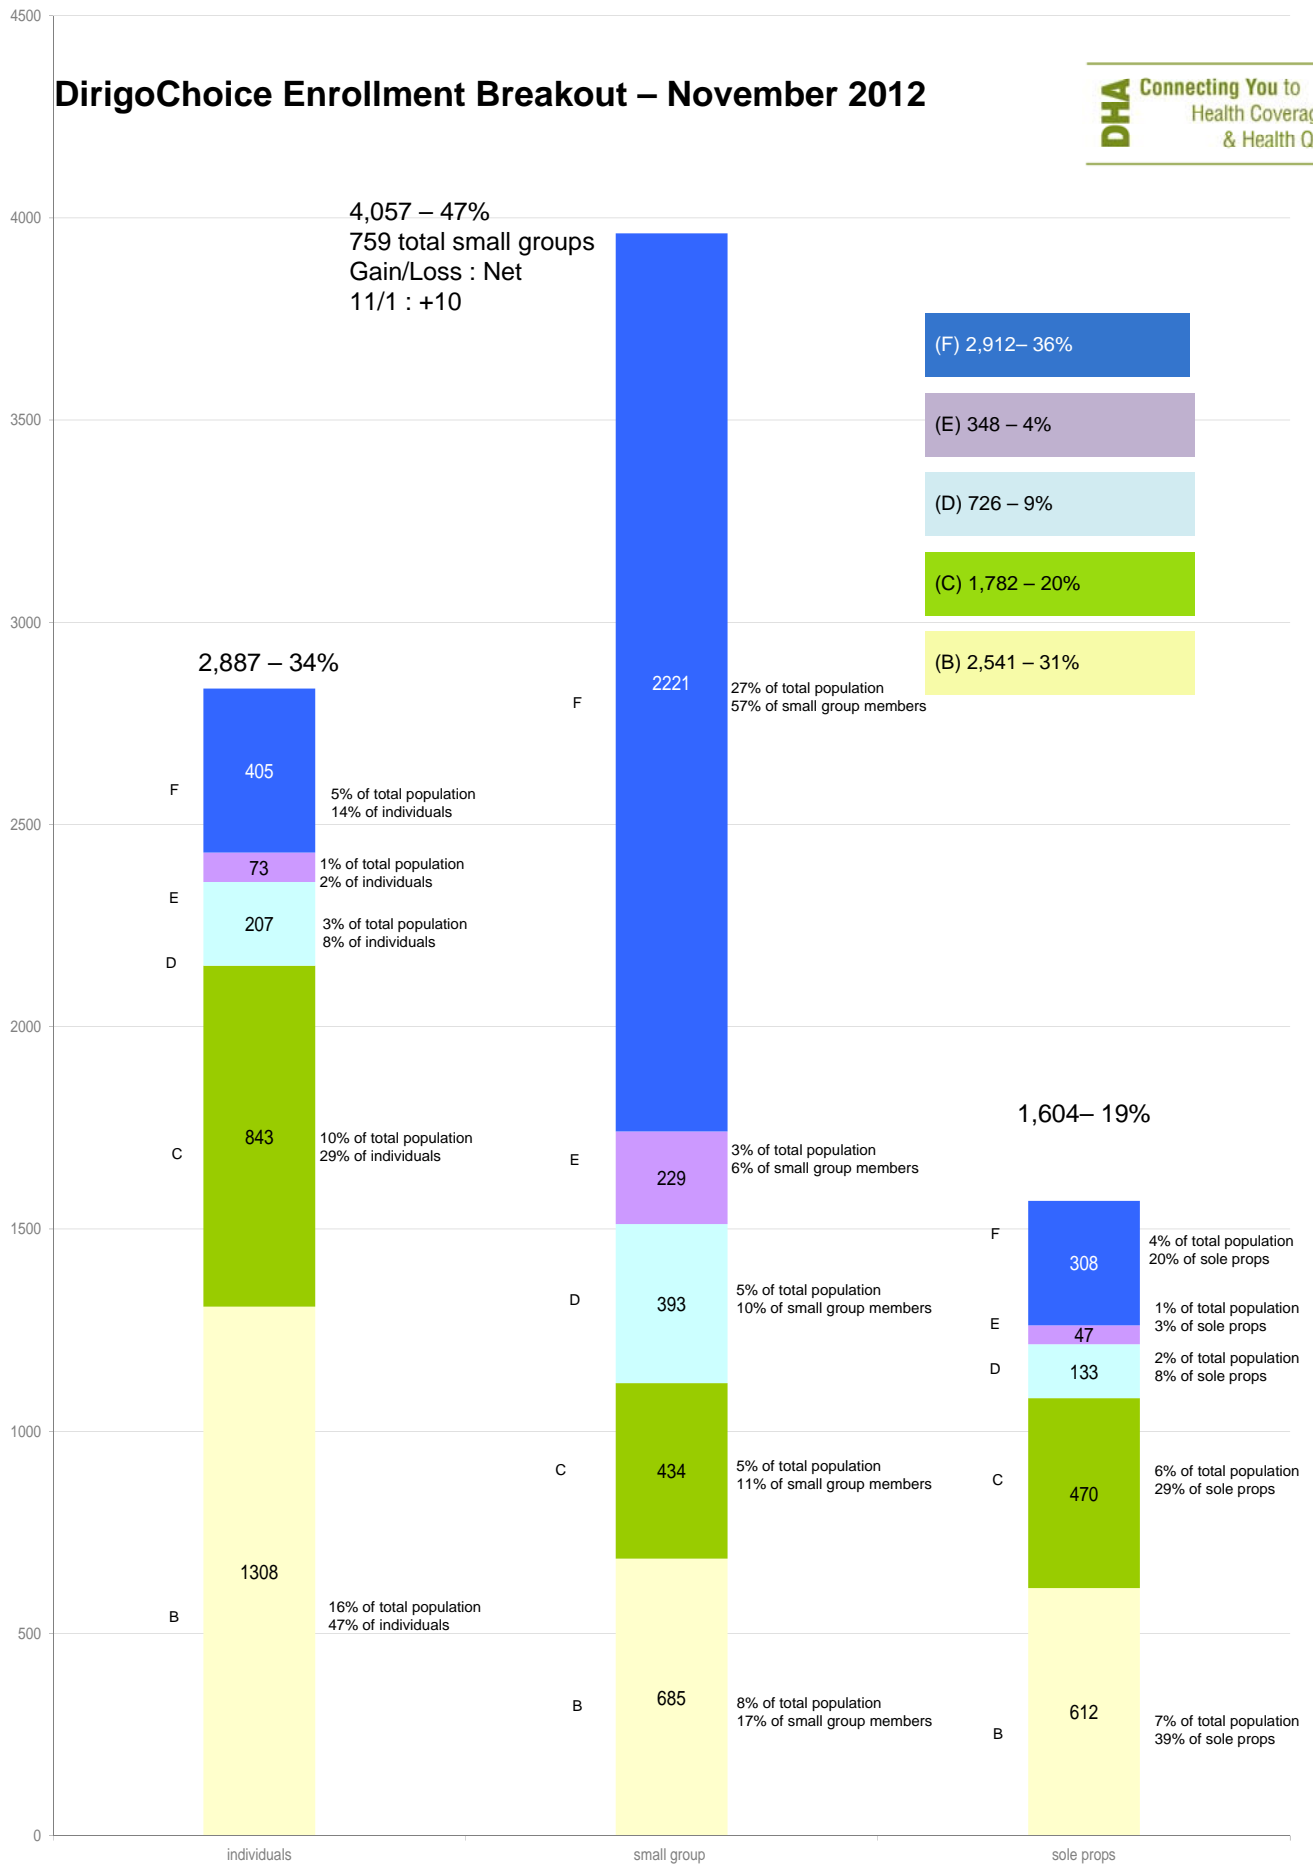 4500
DirigoChoice Enrollment Breakout – November 2012
DHA
Connecting You to
Health Coverag
& Health Q
4000
4,057 – 47%
759 total small groups
Gain/Loss : Net
11/1 : +10
(F) 2,912– 36%
(E) 348 – 4%
(D) 726 – 9%
(C) 1,782 – 20%
(B) 2,541 – 31%
3500
3000
2500
2000
1500
1000
500
0
2,887 – 34%
F
405
5% of total population
14% of individuals
73
1% of total population
2% of individuals
E
207
3% of total population
8% of individuals
D
C
843
10% of total population
29% of individuals
B
1308
16% of total population
47% of individuals
individuals
F
2221
27% of total population
57% of small group members
E
229
3% of total population
6% of small group members
D
393
5% of total population
10% of small group members
C
434
5% of total population
11% of small group members
B
685
8% of total population
17% of small group members
small group
1,604– 19%
F
308
4% of total population
20% of sole props
E
47
1% of total population
3% of sole props
D
133
2% of total population
8% of sole props
C
470
6% of total population
29% of sole props
B
612
7% of total population
39% of sole props
sole props